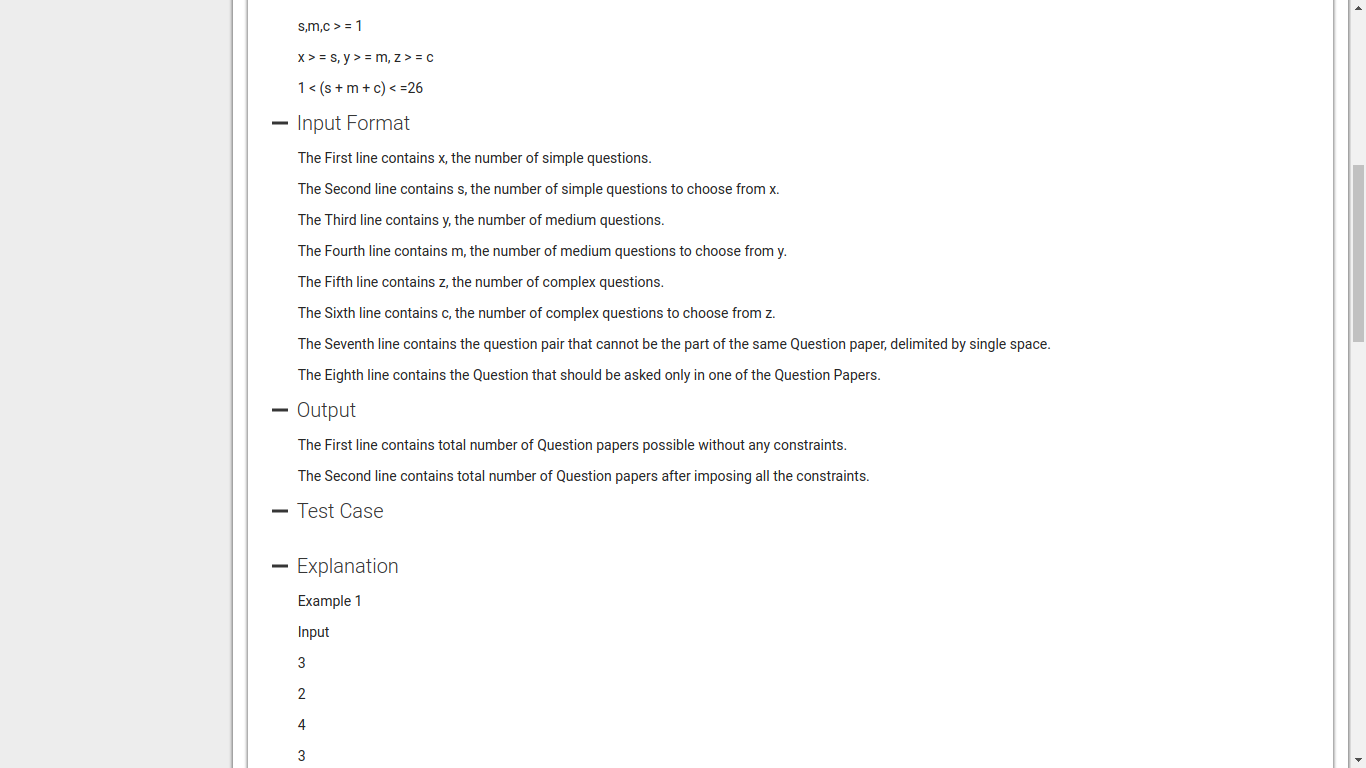 s,m,c > = 1
x > = s, y > = m, z > = c
1 < (s + m + c) < =26
Input Format
The First line contains x, the number of simple questions.
The Second line contains s, the number of simple questions to choose from x.
The Third line contains y, the number of medium questions.
The Fourth line contains m, the number of medium questions to choose from y.
The Fifth line contains z, the number of complex questions.
The Sixth line contains c, the number of complex questions to choose from z.
The Seventh line contains the question pair that cannot be the part of the same Question paper, delimited by single space.
The Eighth line contains the Question that should be asked only in one of the Question Papers.
Output
The First line contains total number of Question papers possible without any constraints.
The Second line contains total number of Question papers after imposing all the constraints.
Test Case
Explanation
Example 1
Input
3
2
4
3